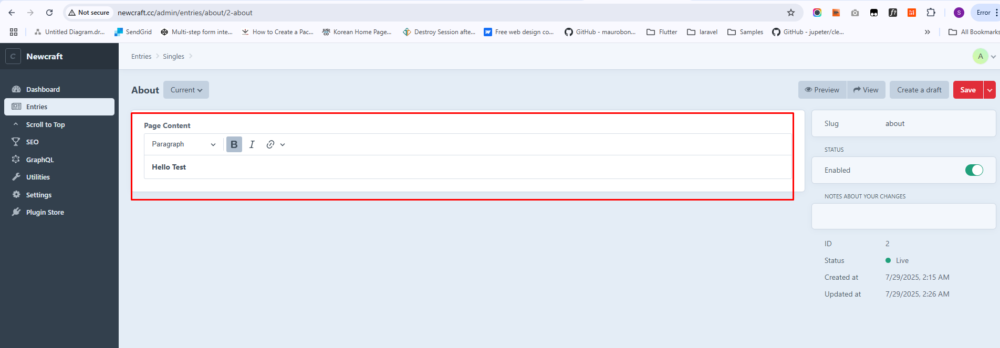 Not secure newcraft.cc/admin/entries/about/2-about Error
Untitled Diagram.dr... SendGrid Multi-step form inte... How to Create a Pac... Korean Home Page... Destroy Session afte... Free web design co... GitHub - maurobon... Flutter laravel Samples GitHub - jupeter/cle... » All Bookmarks
C Newcraft
Entries Singles
A
Dashboard
Entries
Scroll to Top
SEO
GraphQL
Utilities
Settings
Plugin Store
About Current
Preview View Create a draft Save
Page Content
Paragraph B I
Hello Test
Slug about
STATUS
Enabled
NOTES ABOUT YOUR CHANGES
ID 2
Status Live
Created at 7/29/2025, 2:15 AM
Updated at 7/29/2025, 2:26 AM